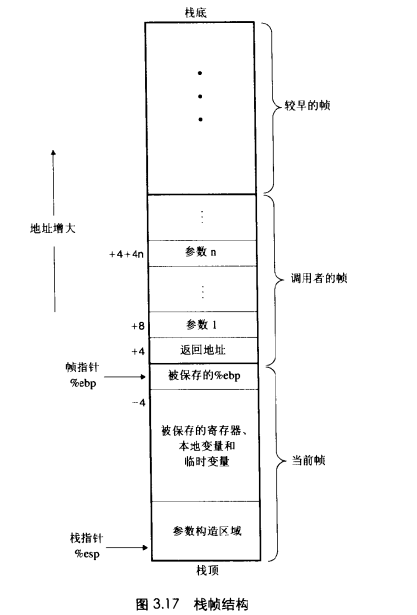 栈底
较早的帧
地址增大
+4+4n
参数 n
调用者的帧
+8
参数 1
+4
返回地址
帧指针
%ebp
被保存的%ebp
-4
被保存的寄存器、
本地变量和
临时变量
当前帧
栈指针
%esp
参数构造区域
栈顶
图 3.17 栈帧结构